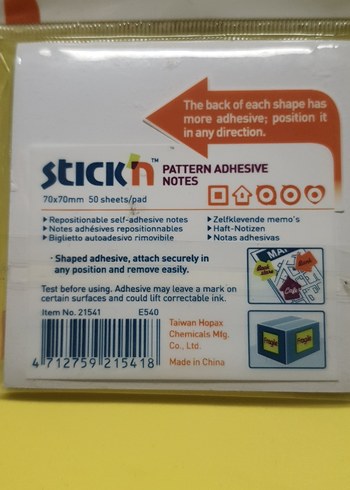 The back of each shape has
more adhesive; position it
in any direction.
STICK'n™ PATTERN ADHESIVE
NOTES
70x70mm 50 sheets/pad
Repositionable self-adhesive notes
Notes adhésives repositionnables
Biglietto autoadesivo rimovibile
Zelfklevende memo's
Haft-Notizen
Notas adhesivas
- Shaped adhesive, attach securely in
any position and remove easily.
Test before using. Adhesive may leave a mark on
certain surfaces and could lift correctable ink.
Item No. 21541 E540
Taiwan Hopax
Chemicals Mfg.
Co., Ltd.
Made in China
4 712759 215418
MA
Fragile
Fragile